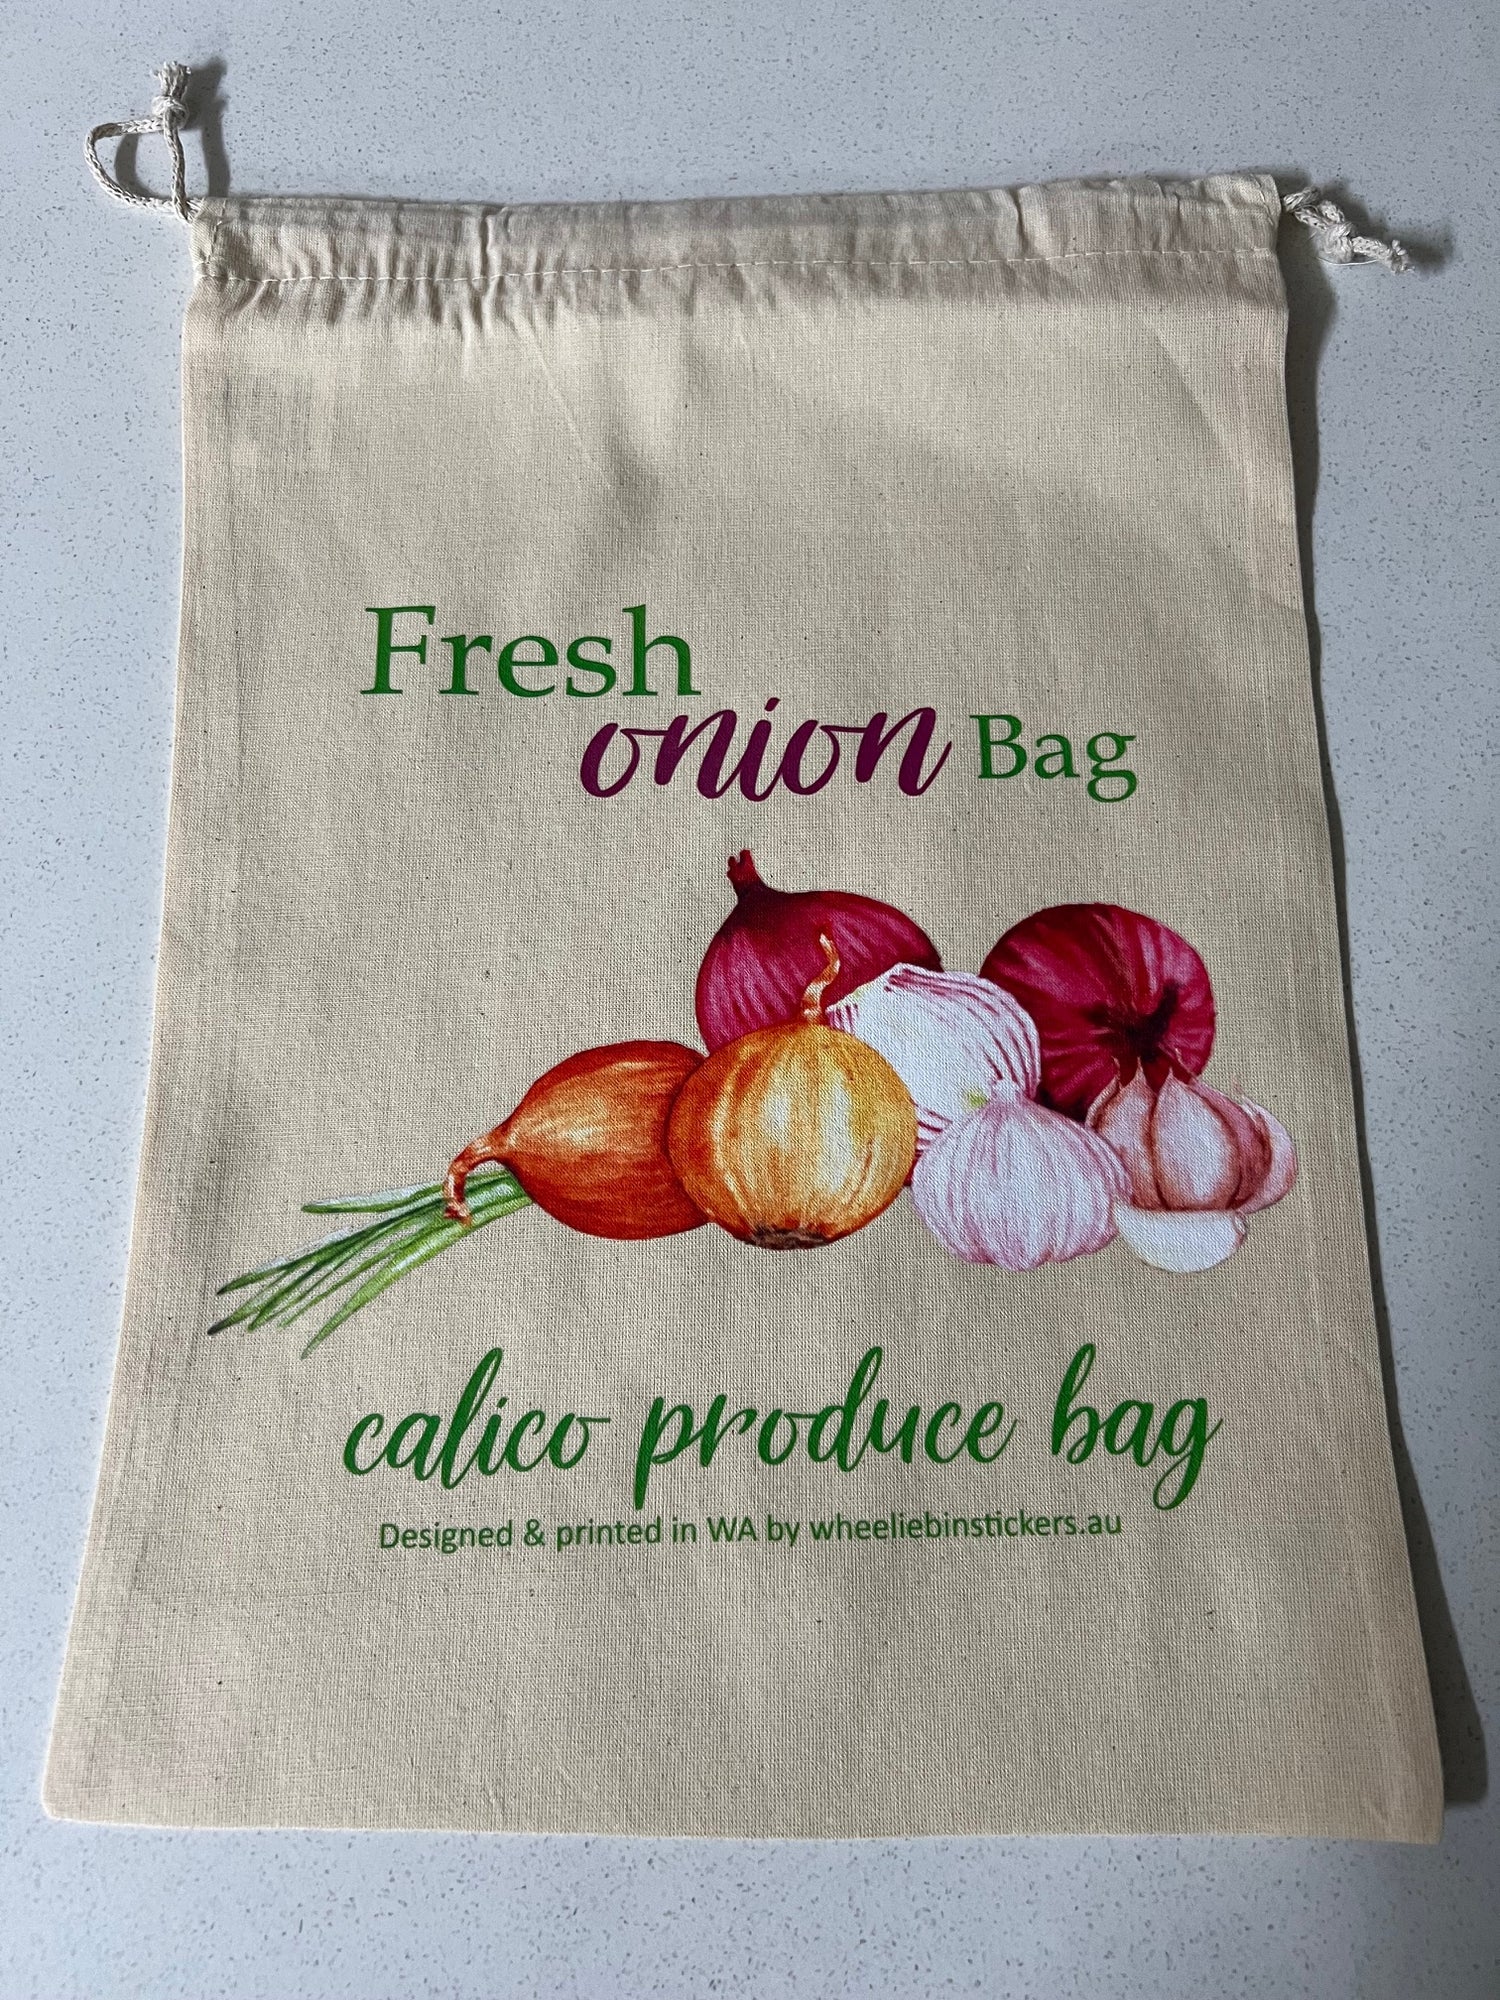 Fresh
onion Bag
calico produce bag
Designed & printed in WA by wheeliebinstickers.au